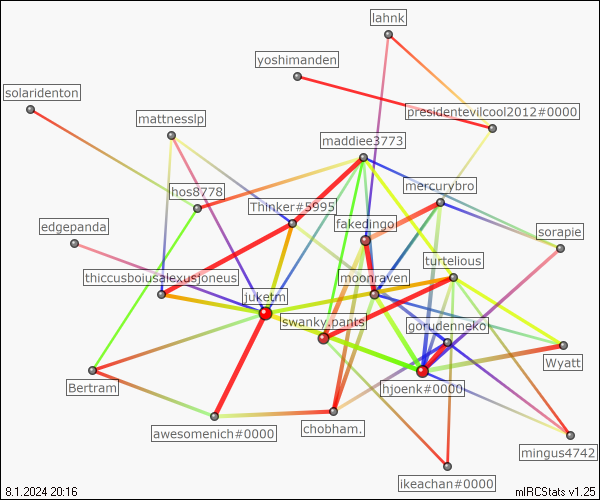 lahnk
yoshimanden
solaridenton
presidentevilcool2012#0000
mattnesslp
maddiee3773
mercurybro
hos8778
Thinker#5995
fakedingo
sorapie
edgepanda
turtelious
thiccusboiusalexusjoneus
moonraven
juketm
swanky.pants
gorudennekol
Wyatt
Bertram
hjoenk#0000
chobham.
awesomenich#0000
mingus4742
ikeachan#0000
8.1.2024 20:16
mIRCStats v1.25